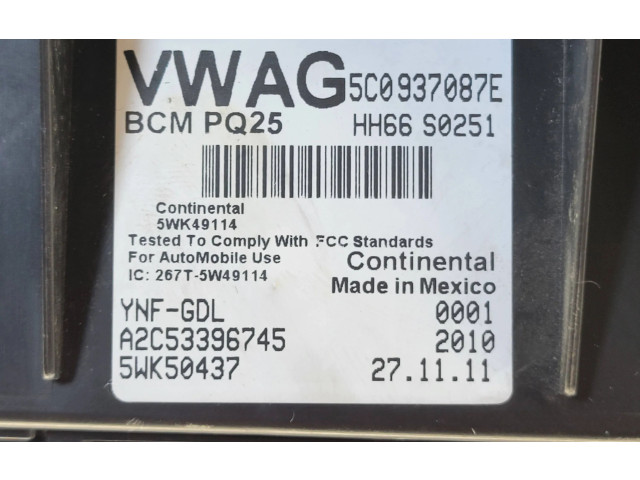 VWAG 5C0937087E
BCM PQ25 HH66 S0251
Continental
5WK49114
Tested To Comply With FCC Standards
For AutoMobile Use
IC: 267T-5W49114
Continental
Made in Mexico
YNF-GDL 0001
A2C53396745 2010
5WK50437 27.11.11